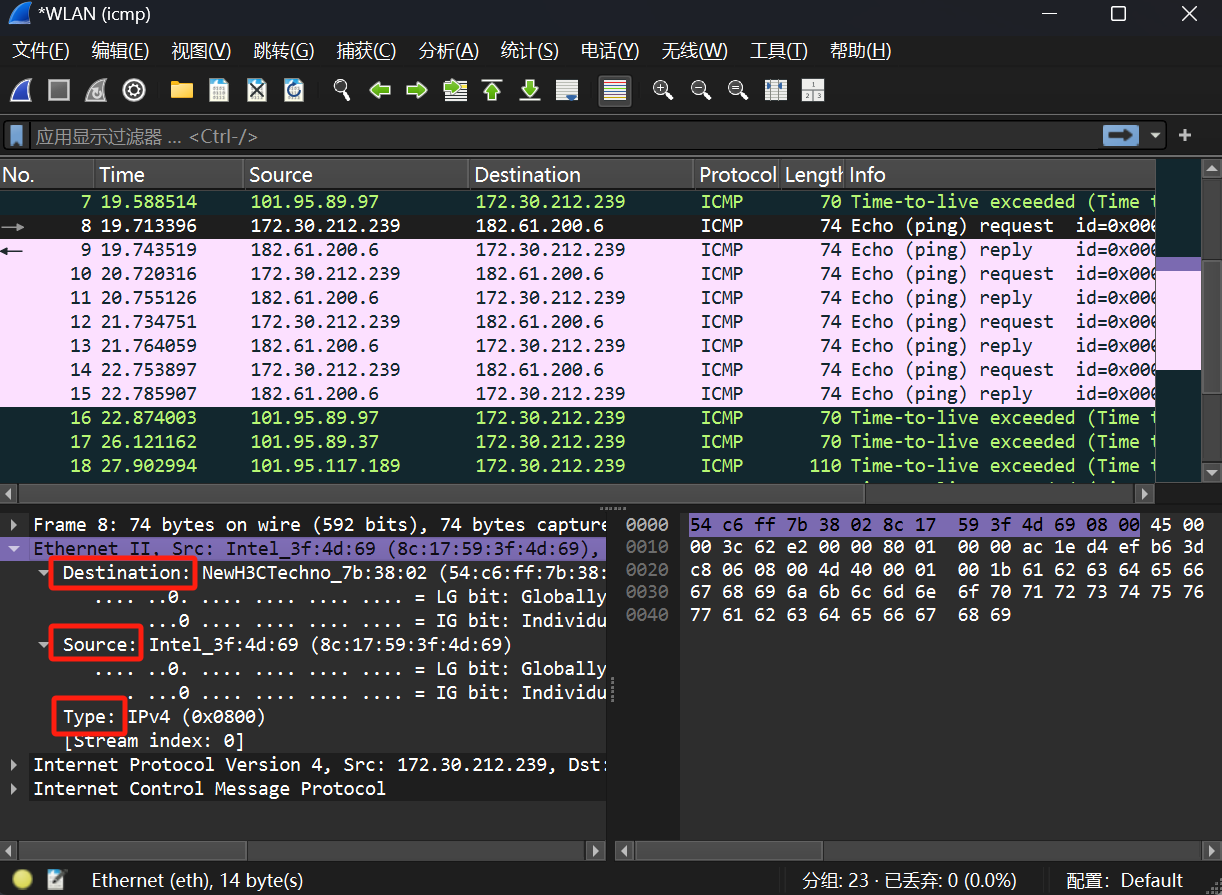 *WLAN (icmp)
文件(F) 编辑(E) 视图(V) 跳转(G) 捕获(C) 分析(A) 统计(S) 电话(Y) 无线(W) 工具(T) 帮助(H)
应用显示过滤器 … <Ctrl-/>
No. Time Source Destination Protocol Length Info
7 19.588514 101.95.89.97 172.30.212.239 ICMP 70 Time-to-live exceeded (Time t
8 19.713396 172.30.212.239 182.61.200.6 ICMP 74 Echo (ping) request id=0x000
9 19.743519 182.61.200.6 172.30.212.239 ICMP 74 Echo (ping) reply id=0x000
10 20.720316 172.30.212.239 182.61.200.6 ICMP 74 Echo (ping) request id=0x000
11 20.755126 182.61.200.6 172.30.212.239 ICMP 74 Echo (ping) reply id=0x000
12 21.734751 172.30.212.239 182.61.200.6 ICMP 74 Echo (ping) request id=0x000
13 21.764059 182.61.200.6 172.30.212.239 ICMP 74 Echo (ping) reply id=0x000
14 22.753897 172.30.212.239 182.61.200.6 ICMP 74 Echo (ping) request id=0x000
15 22.785907 182.61.200.6 172.30.212.239 ICMP 74 Echo (ping) reply id=0x000
16 22.874003 101.95.89.97 172.30.212.239 ICMP 70 Time-to-live exceeded (Time t
17 26.121162 101.95.89.37 172.30.212.239 ICMP 70 Time-to-live exceeded (Time t
18 27.902994 101.95.117.189 172.30.212.239 ICMP 110 Time-to-live exceeded (Time t
Frame 8: 74 bytes on wire (592 bits), 74 bytes capture
Ethernet II, Src: Intel_3f:4d:69 (8c:17:59:3f:4d:69),
Destination: NewH3CTechno_7b:38:02 (54:c6:ff:7b:38:
.... ..0. .... .... .... .... = LG bit: Globally
.... ...0 .... .... .... .... = IG bit: Individu
Source: Intel_3f:4d:69 (8c:17:59:3f:4d:69)
.... ..0. .... .... .... .... = LG bit: Globally
.... ...0 .... .... .... .... = IG bit: Individu
Type: IPv4 (0x0800)
[Stream index: 0]
Internet Protocol Version 4, Src: 172.30.212.239, Dst:
Internet Control Message Protocol
0000 54 c6 ff 7b 38 02 8c 17 59 3f 4d 69 08 00 45 00
0010 00 3c 62 e2 00 00 80 01 00 00 ac 1e d4 ef b6 3d
0020 c8 06 08 00 4d 40 00 01 00 1b 61 62 63 64 65 66
0030 67 68 69 6a 6b 6c 6d 6e 6f 70 71 72 73 74 75 76
0040 77 61 62 63 64 65 66 67 68 69
Ethernet (eth), 14 byte(s)
分组: 23 · 已丢弃: 0 (0.0%)
配置: Default